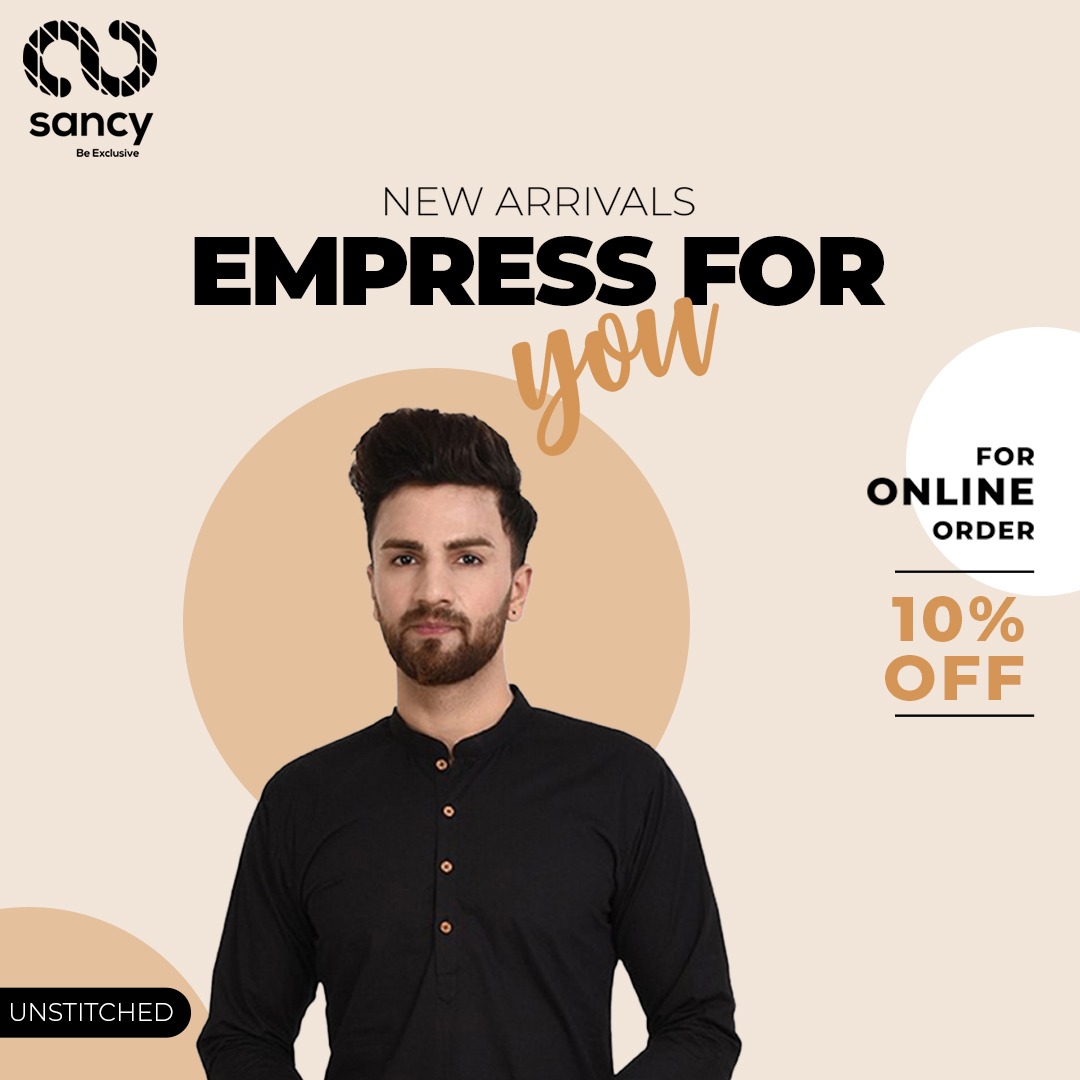 sancy
Be Exclusive
NEW ARRIVALS
EMPRESS FOR
you
FOR
ONLINE
ORDER
10%
OFF
UNSTITCHED